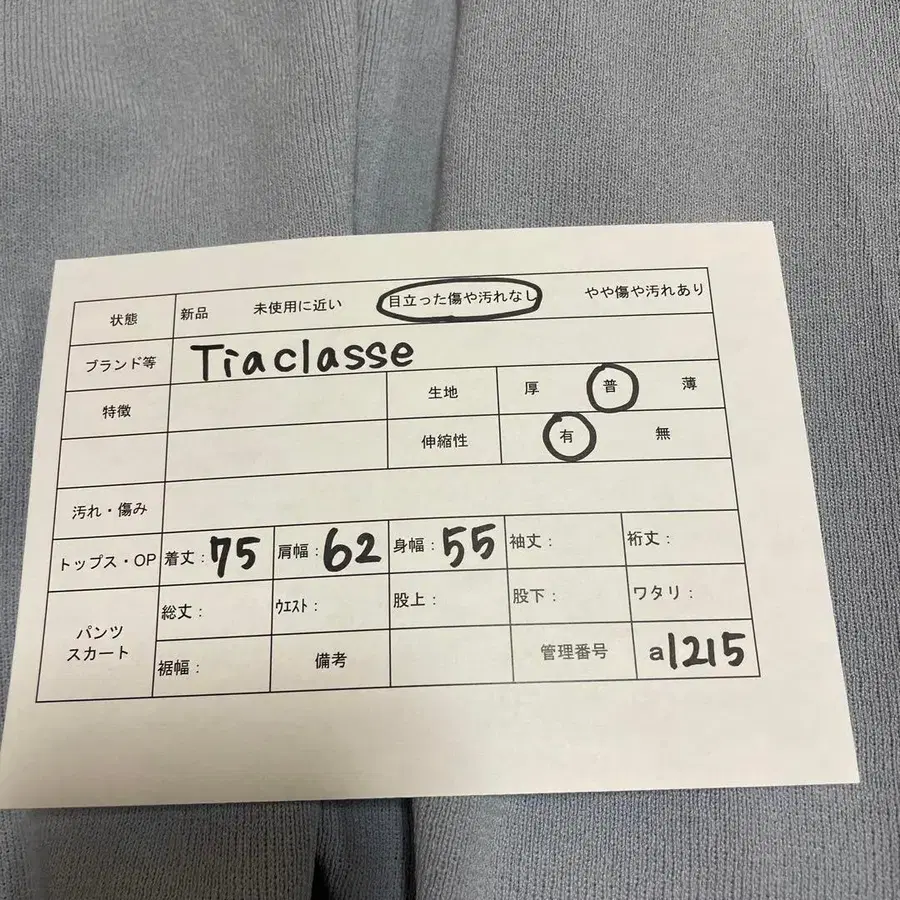 状態 新品 未使用に近い 目立った傷や汚れなし やや傷や汚れあり
ブランド等 Tiaclasse
特徴 生地 厚 普 薄
伸縮性 有 無
汚れ・傷み
トップス・OP 着丈:75 肩幅:62 身幅:55 袖丈: 裄丈:
パンツ スカート 総丈: ウエスト: 股上: 股下: ワタリ:
裾幅: 備考 管理番号 a1215